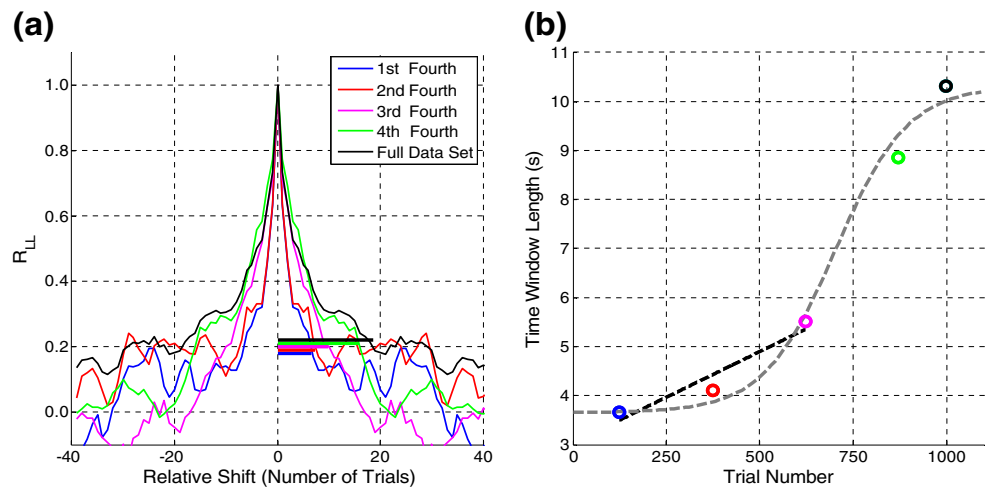 (a)
R_LL
1.0
0.8
0.6
0.4
0.2
0.0
-40
-20
0
20
40
Relative Shift (Number of Trials)
1st Fourth
2nd Fourth
3rd Fourth
4th Fourth
Full Data Set
(b)
Time Window Length (s)
11
10
9
8
7
6
5
4
3
0
250
500
750
1000
Trial Number